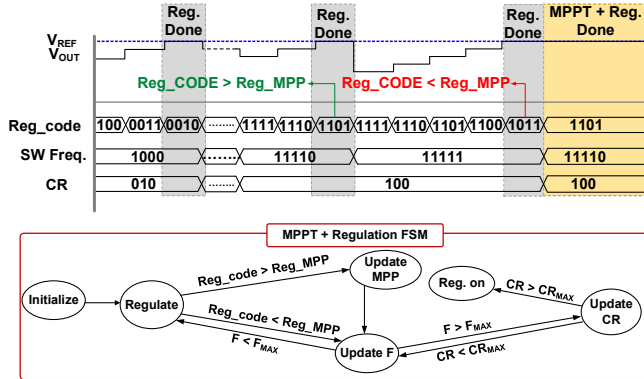 Reg. Done
Reg. Done
Reg. Done
MPPT + Reg. Done
VREF
VOUT
Reg_CODE > Reg_MPP
Reg_CODE < Reg_MPP
Reg_code 100 0011 0010 1111 1110 1101 1111 1110 1101 1100 1011 1101
SW Freq. 1000 11110 11111 11110
CR 010 100 100
MPPT + Regulation FSM
Initialize
Regulate
Reg_code > Reg_MPP
Update MPP
Reg_code < Reg_MPP
F < FMAX
Update F
F > FMAX
CR < CRMAX
Reg. on
CR > CRMAX
Update CR